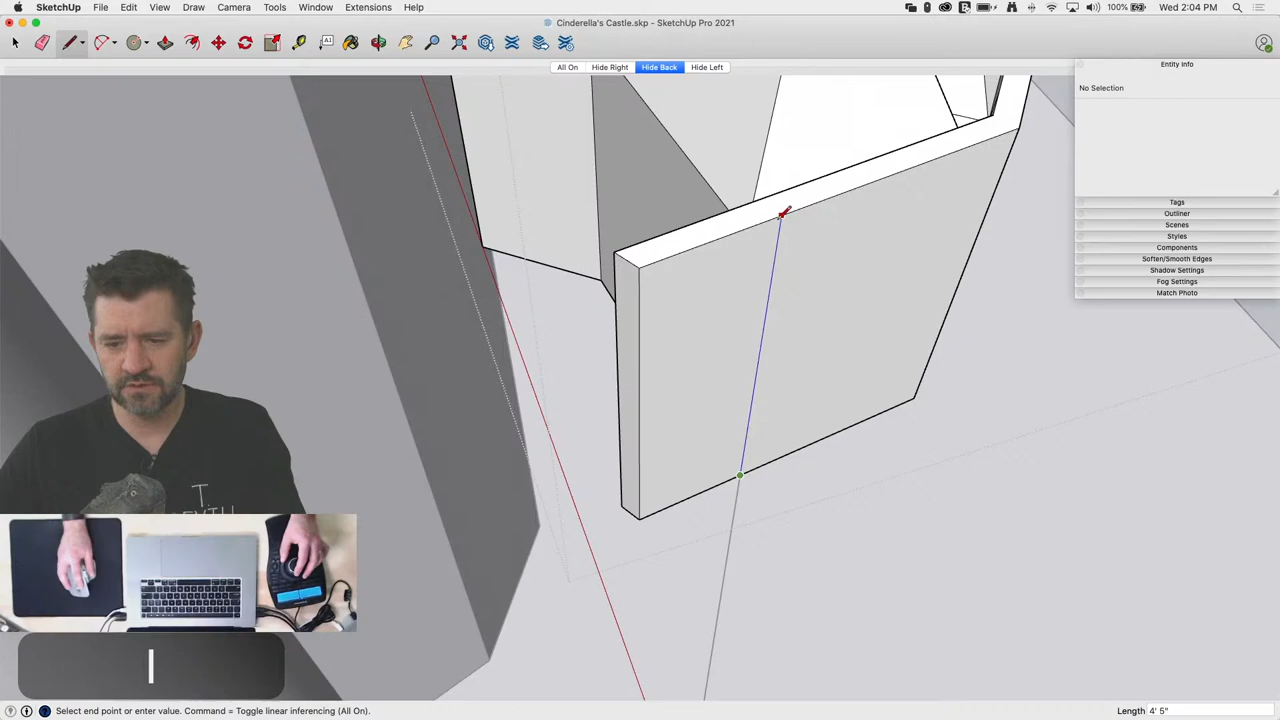 SketchUp File Edit View Draw Camera Tools Window Extensions Help 100% Wed 2:04 PM
Cinderella's Castle.skp - SketchUp Pro 2021
All On Hide Right Hide Back Hide Left
Entity Info
No Selection
Tags
Outliner
Scenes
Styles
Components
Soften/Smooth Edges
Shadow Settings
Fog Settings
Match Photo
l
Select end point or enter value. Command = Toggle linear inferencing (All On). Length 4' 5"